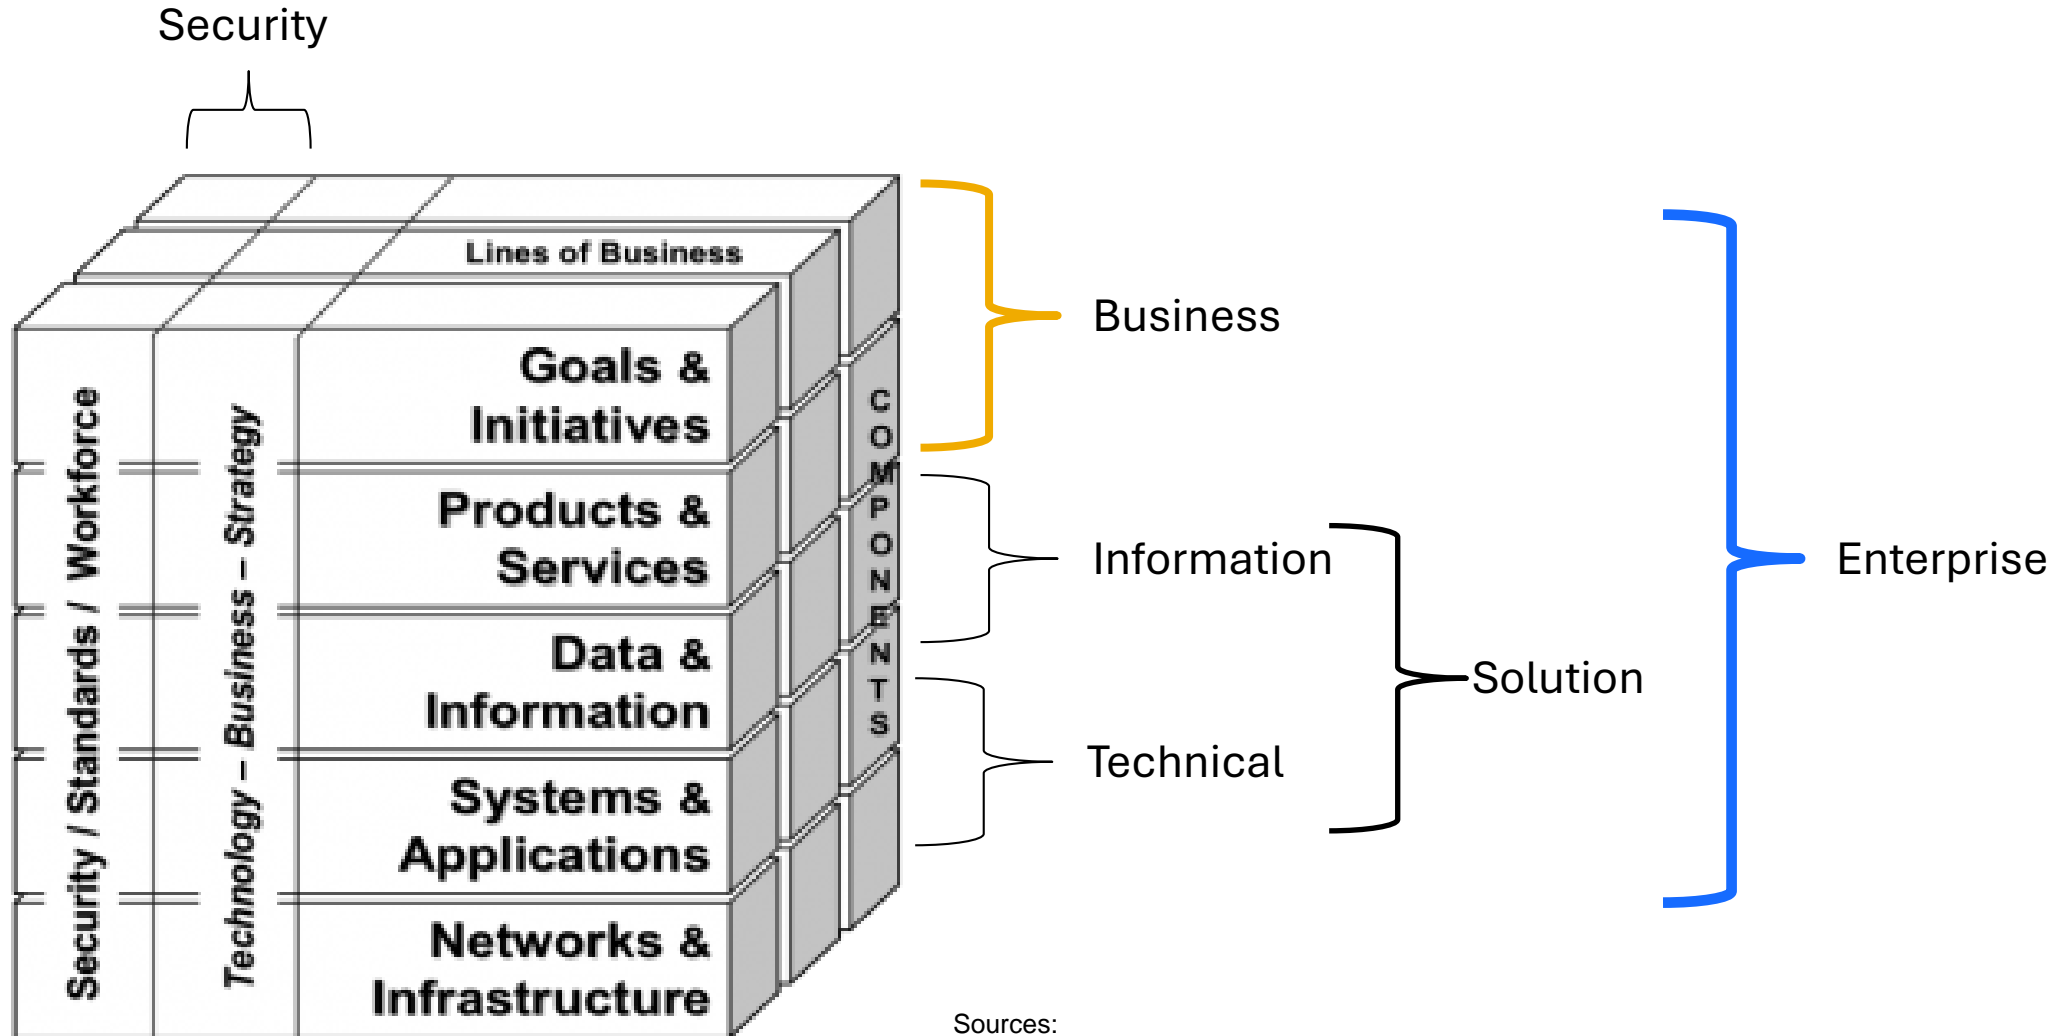 Security
Lines of Business
Goals &
Initiatives
Products &
Services
Data &
Information
Systems &
Applications
Networks &
Infrastructure
Security / Standards / Workforce
Technology – Business – Strategy
COMPONENTS
Business
Information
Technical
Solution
Enterprise
Sources: